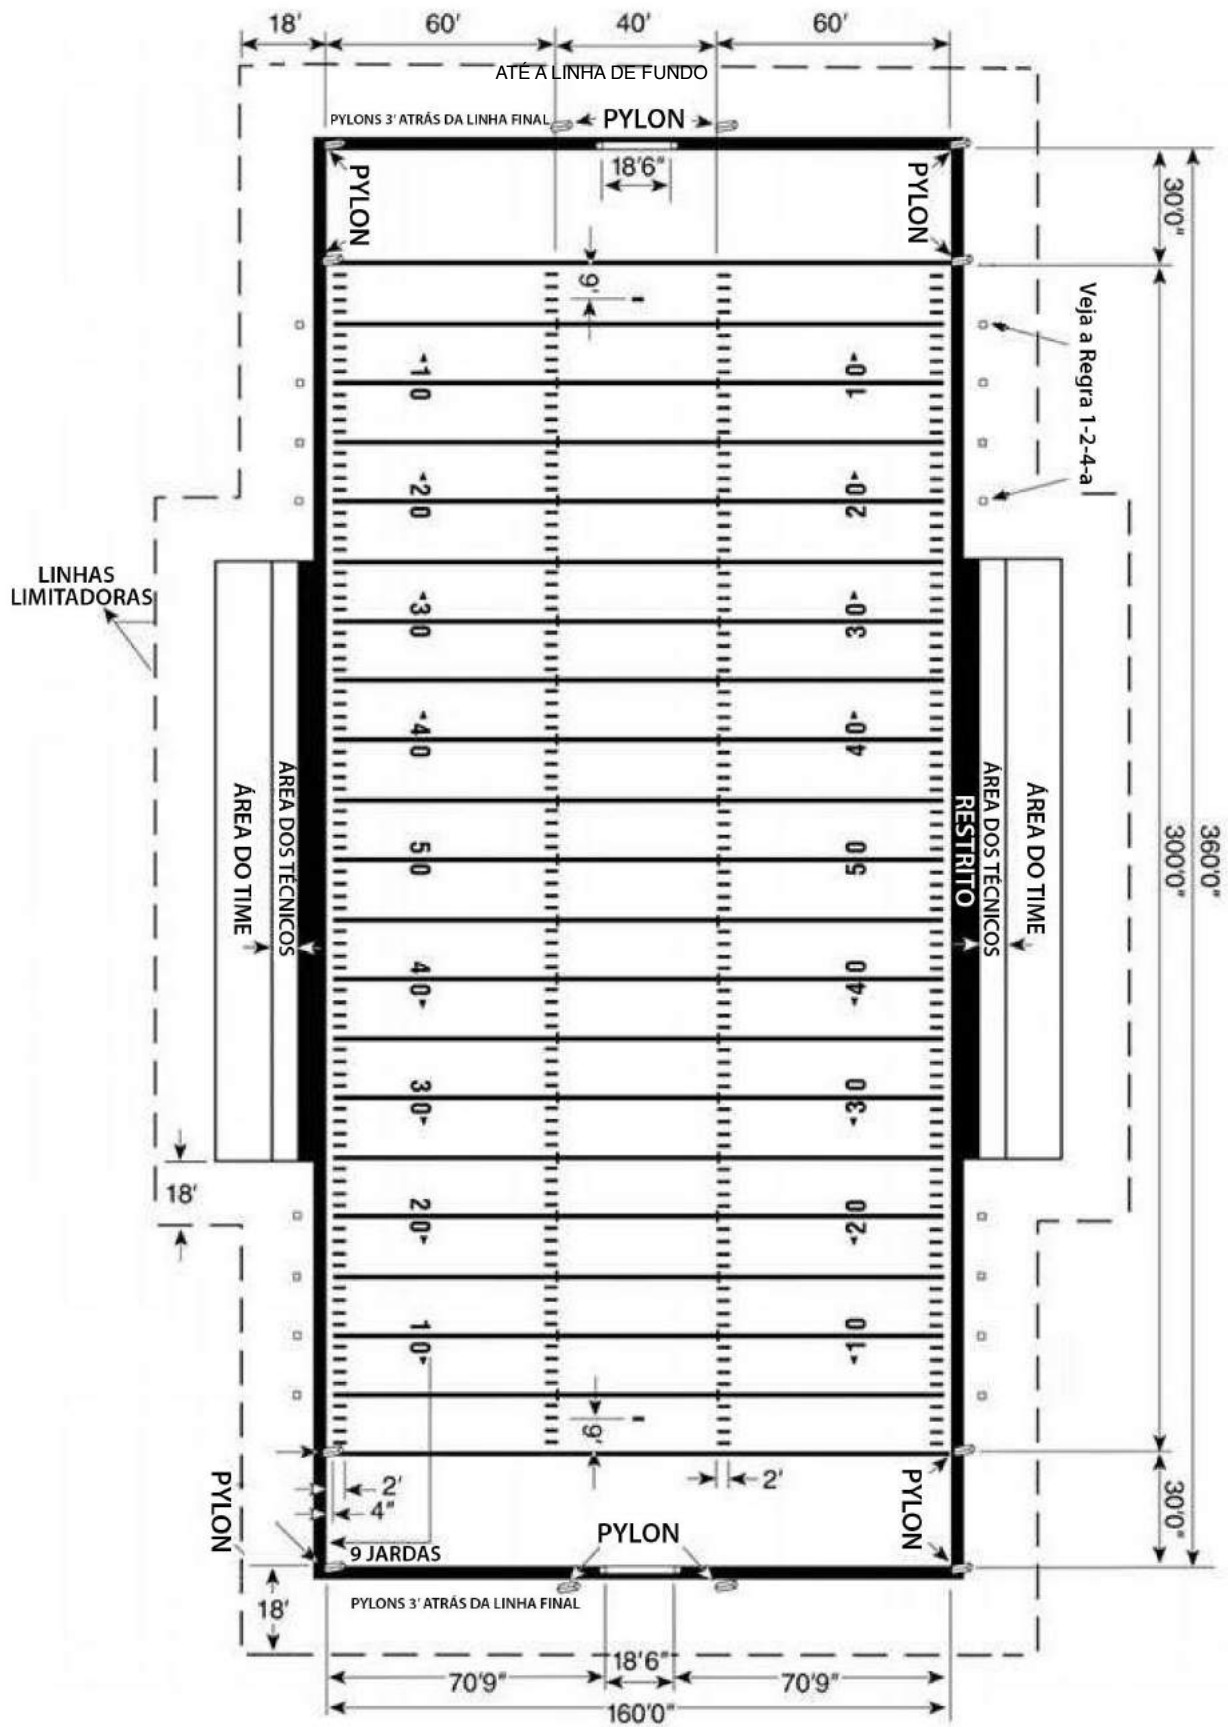 18' 60' 40' 60'
ATÉ A LINHA DE FUNDO
PYLONS 3' ATRÁS DA LINHA FINAL
PYLON
18'6"
PYLON
PYLON
30'0"
9'
Veja a Regra 1-2-4-a
10 10
20 20
LINHAS
LIMITADORAS
30 30
40 40
ÁREA DO TIME
ÁREA DOS TÉCNICOS
50 50
RESTRITO
ÁREA DOS TÉCNICOS
ÁREA DO TIME
300'0"
360'0"
40 40
30 30
18'
20 20
10 10
9'
2'
4"
2'
PYLON
9 JARDAS
PYLON
PYLON
30'0"
18'
PYLONS 3' ATRÁS DA LINHA FINAL
70'9" 18'6" 70'9"
160'0"